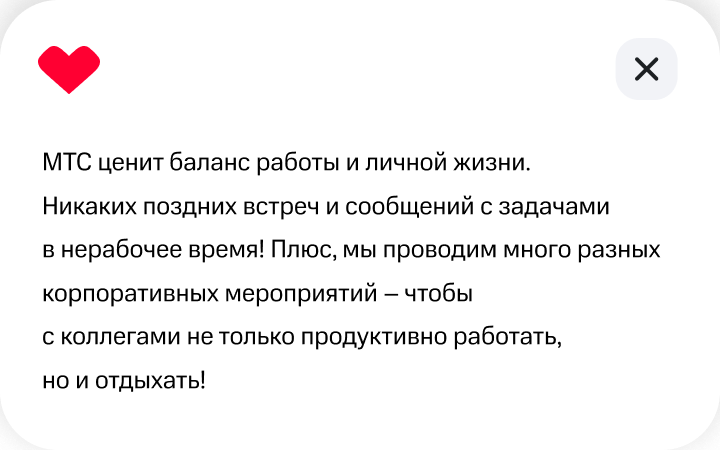 МТС ценит баланс работы и личной жизни.
Никаких поздних встреч и сообщений с задачами
в нерабочее время! Плюс, мы проводим много разных
корпоративных мероприятий – чтобы
с коллегами не только продуктивно работать,
но и отдыхать!